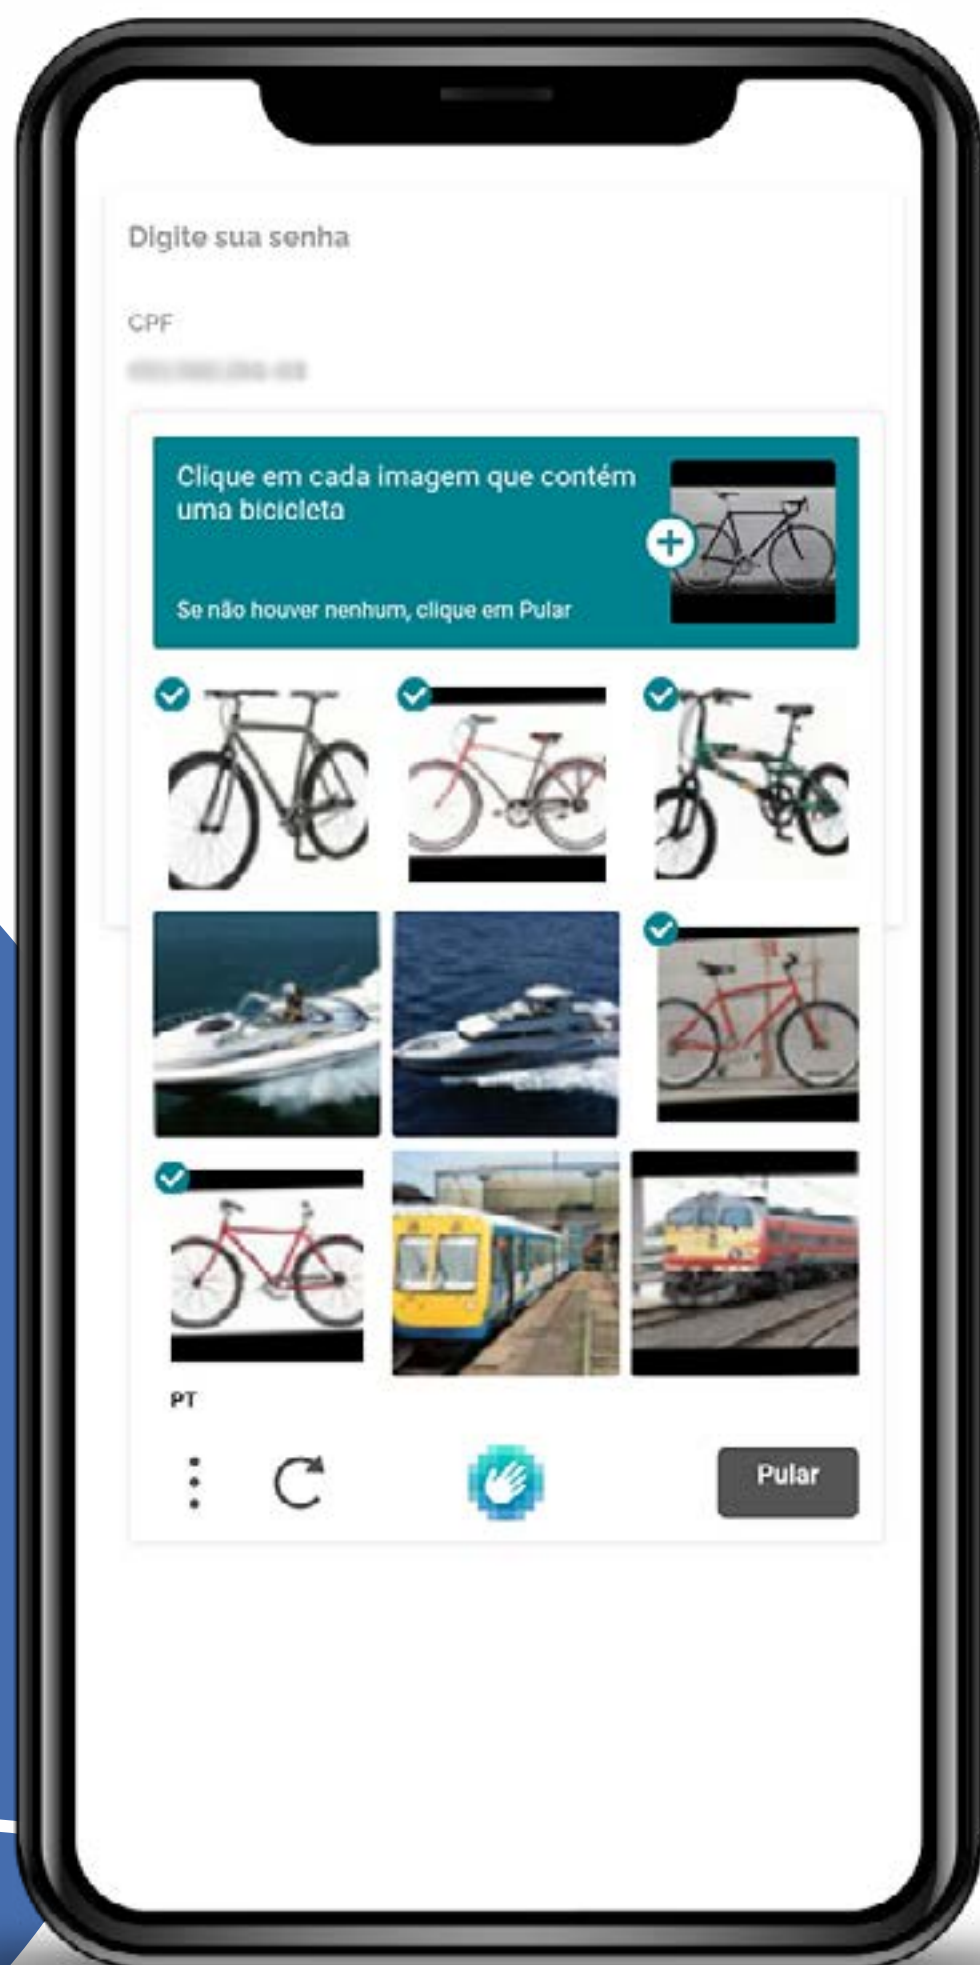 Digite sua senha
CPF
Clique em cada imagem que contém
uma bicicleta
Se não houver nenhum, clique em Pular
PT
Pular